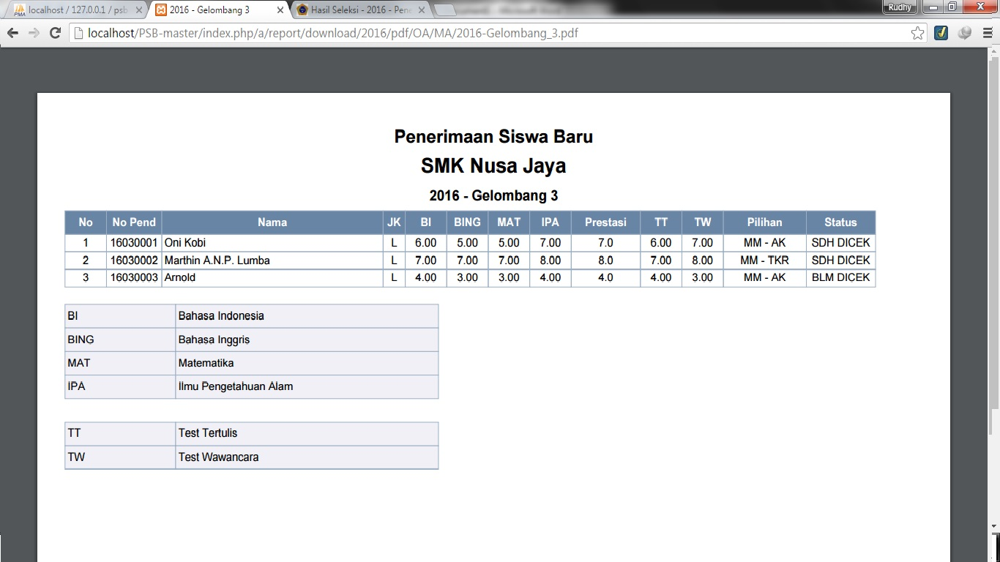 localhost / 127.0.0.1 / psb
2016 - Gelombang 3
Hasil Seleksi - 2016 - Pene
Rudhy
localhost/PSB-master/index.php/a/report/download/2016/pdf/OA/MA/2016-Gelombang_3.pdf
Penerimaan Siswa Baru
SMK Nusa Jaya
2016 - Gelombang 3
No No Pend Nama JK BI BING MAT IPA Prestasi TT TW Pilihan Status
1 16030001 Oni Kobi L 6.00 5.00 5.00 7.00 7.0 6.00 7.00 MM - AK SDH DICEK
2 16030002 Marthin A.N.P. Lumba L 7.00 7.00 7.00 8.00 8.0 7.00 8.00 MM - TKR SDH DICEK
3 16030003 Arnold L 4.00 3.00 3.00 4.00 4.0 4.00 3.00 MM - AK BLM DICEK
BI Bahasa Indonesia
BING Bahasa Inggris
MAT Matematika
IPA Ilmu Pengetahuan Alam
TT Test Tertulis
TW Test Wawancara